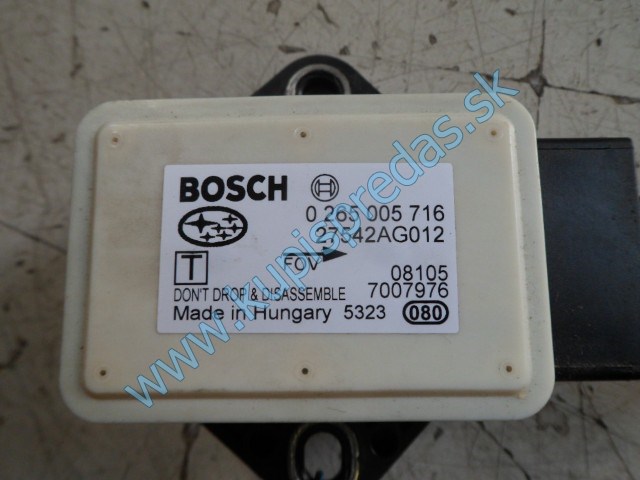 BOSCH
0 265 005 716
27542AG012
T
FOV
08105
DON'T DROP & DISASSEMBLE 7007976
Made in Hungary 5323 080
www.kupispredas.sk